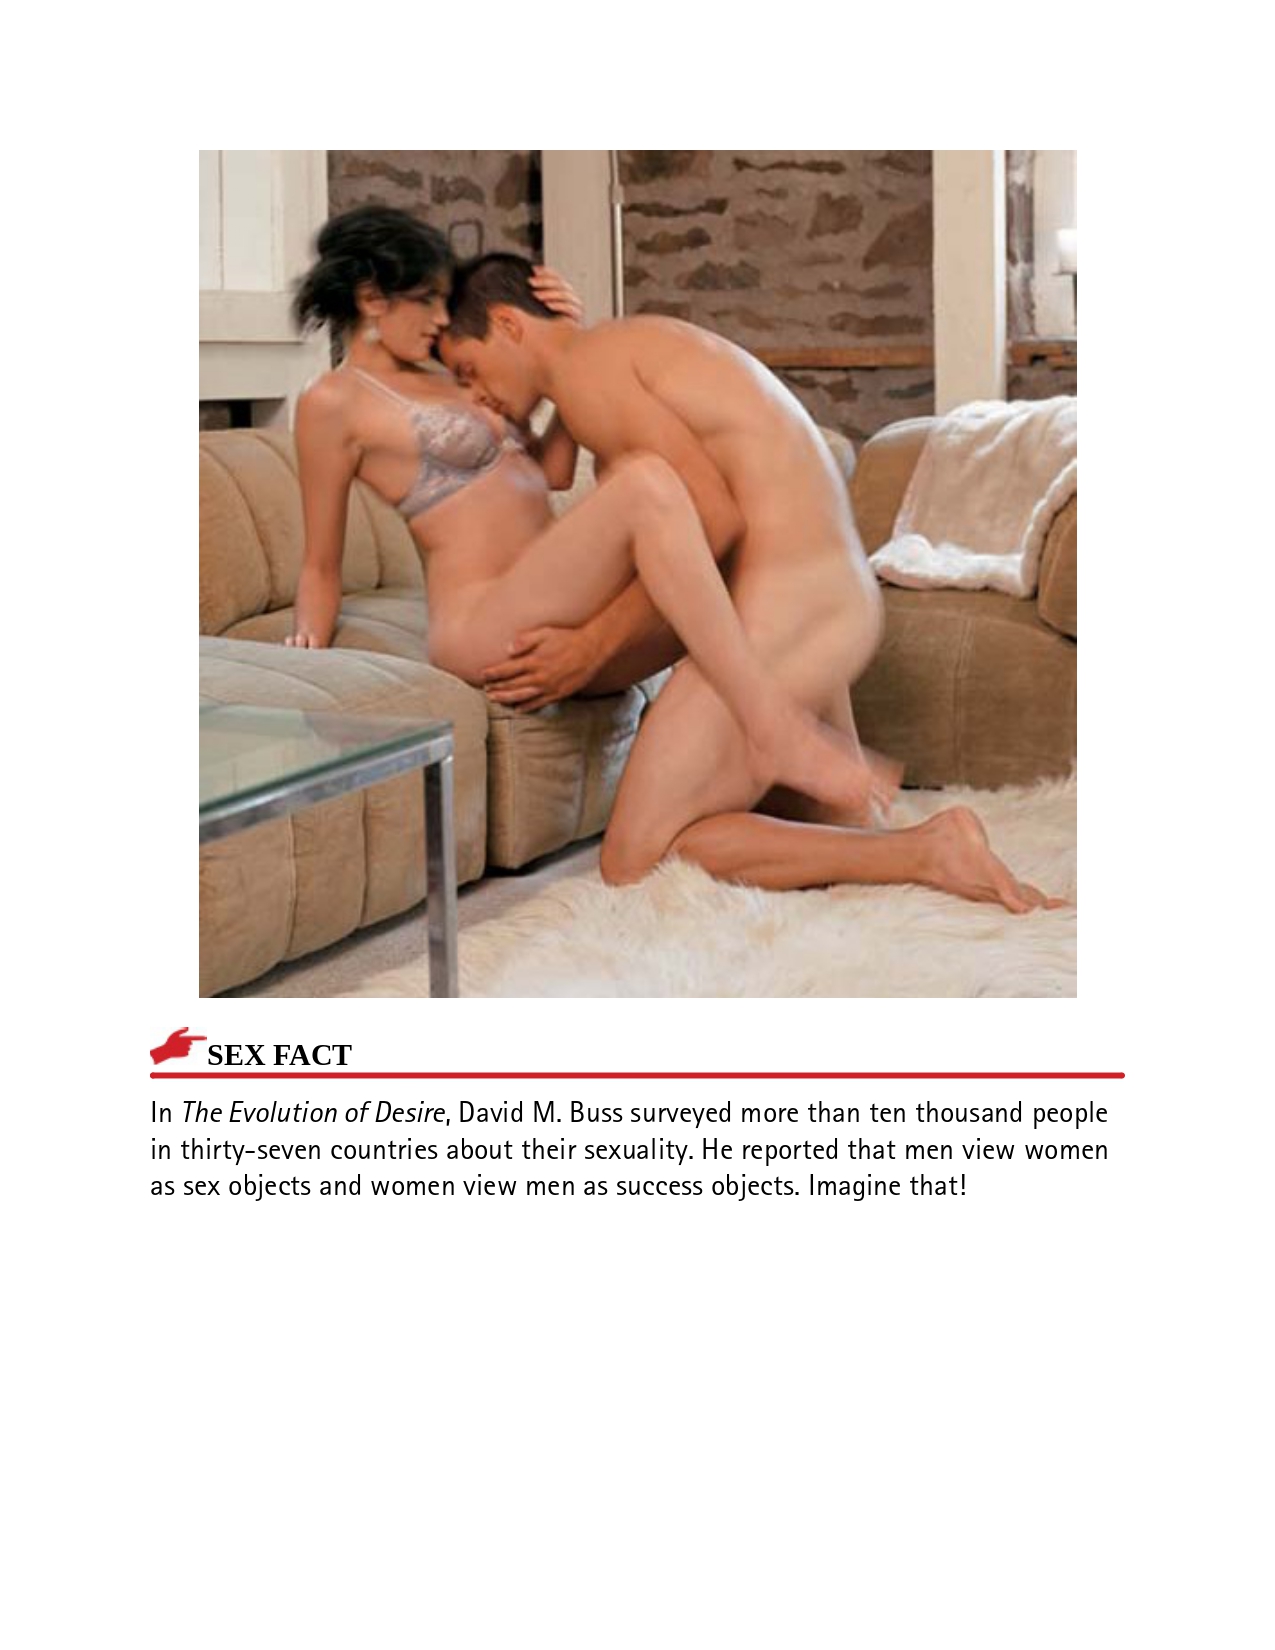 SEX FACT
In The Evolution of Desire, David M. Buss surveyed more than ten thousand people
in thirty-seven countries about their sexuality. He reported that men view women
as sex objects and women view men as success objects. Imagine that!